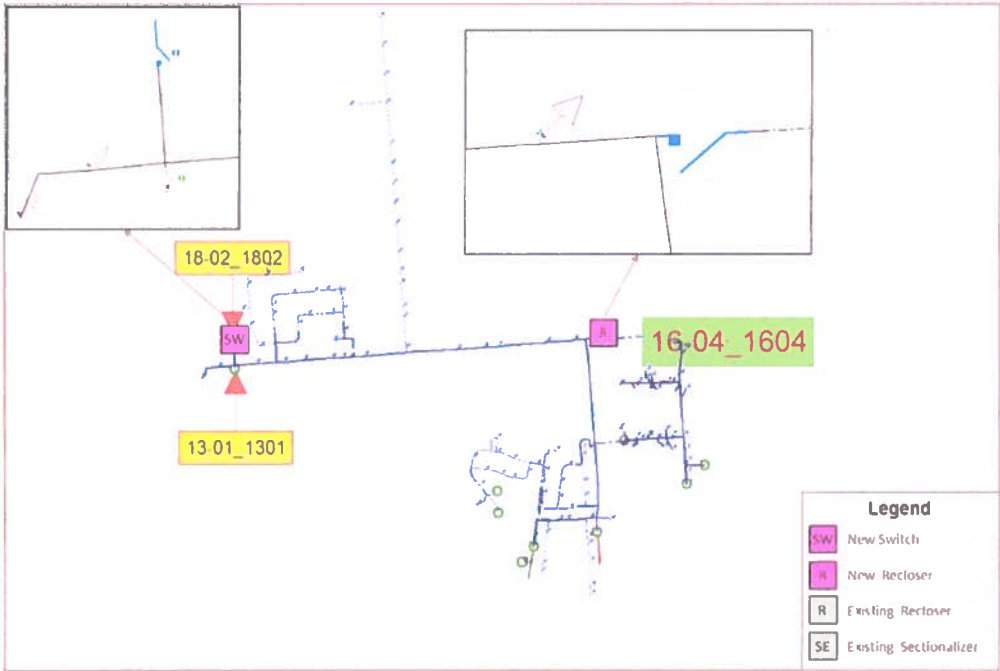 18-02_1802
SW
R
16-04_1604
13-01_1301
Legend
SW New Switch
R New Recloser
R Existing Recloser
SE Existing Sectionalizer